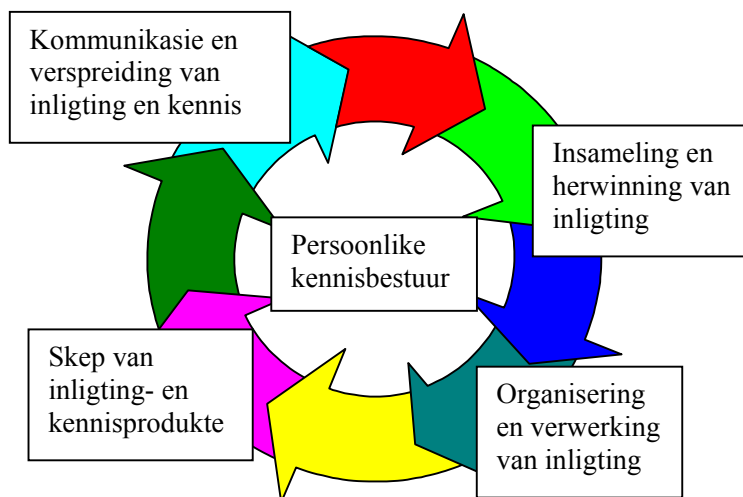 Kommunikasie en
verspreiding van
inligting en kennis
Insameling en
herwinning van
inligting
Persoonlike
kennisbestuur
Skep van
inligting- en
kennisprodukte
Organisering
en verwerking
van inligting